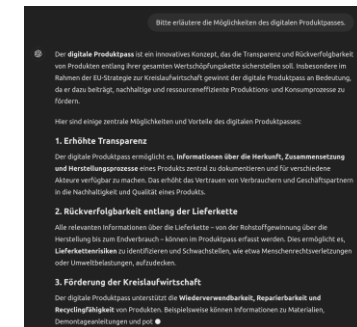 Bitte erläutere die Möglichkeiten des digitalen Produktpasses.
Der digitale Produktpass ist ein innovatives Konzept, das die Transparenz und Rückverfolgbarkeit
von Produkten entlang ihrer gesamten Wertschöpfungskette sicherstellen soll. Insbesondere im
Rahmen der EU-Strategie zur Kreislaufwirtschaft gewinnt der digitale Produktpass an Bedeutung,
da er dazu beiträgt, nachhaltige und ressourceneffiziente Produktions- und Konsumprozesse zu
fördern.
Hier sind einige zentrale Möglichkeiten und Vorteile des digitalen Produktpasses:
1. Erhöhte Transparenz
Der digitale Produktpass ermöglicht es, Informationen über die Herkunft, Zusammensetzung
und Herstellungsprozesse eines Produkts zentral zu dokumentieren und für verschiedene
Akteure verfügbar zu machen. Das erhöht das Vertrauen von Verbrauchern und Geschäftspartnern
in die Nachhaltigkeit und Qualität eines Produkts.
2. Rückverfolgbarkeit entlang der Lieferkette
Alle relevanten Informationen über die Lieferkette – von der Rohstoffgewinnung über die
Herstellung bis zum Endverbrauch – können im Produktpass erfasst werden. Dies ermöglicht es,
Lieferkettenrisiken zu identifizieren und Schwachstellen, wie etwa Menschenrechtsverletzungen
oder Umweltbelastungen, aufzudecken.
3. Förderung der Kreislaufwirtschaft
Der digitale Produktpass unterstützt die Wiederverwendbarkeit, Reparierbarkeit und
Recyclingfähigkeit von Produkten. Beispielsweise können Informationen zu Materialien,
Demontageanleitungen und pot